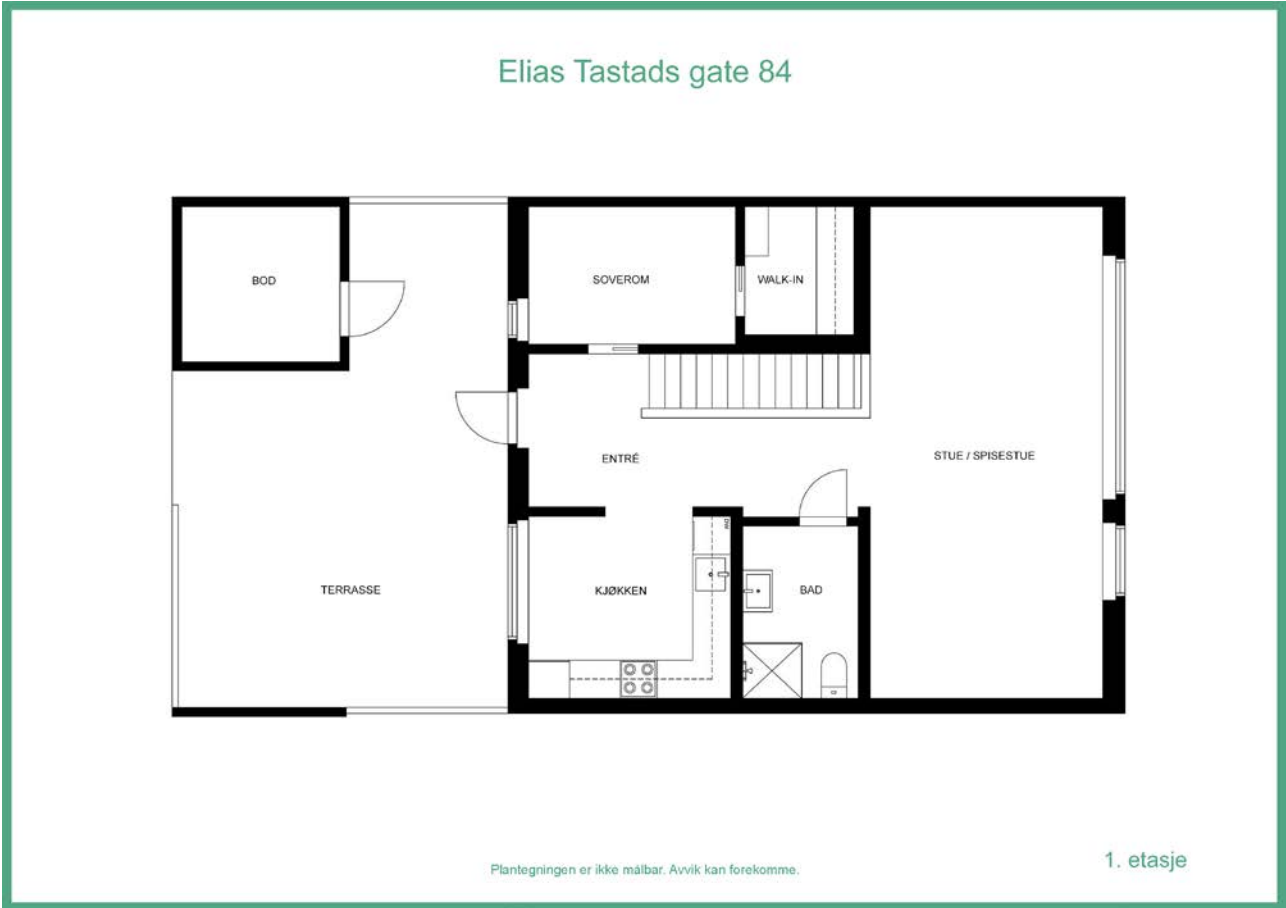 Elias Tastads gate 84
BOD
SOVEROM
WALK-IN
ENTRÉ
STUE / SPISESTUE
TERRASSE
KJØKKEN
BAD
DW
Plantegningen er ikke målbar. Avvik kan forekomme.
1. etasje